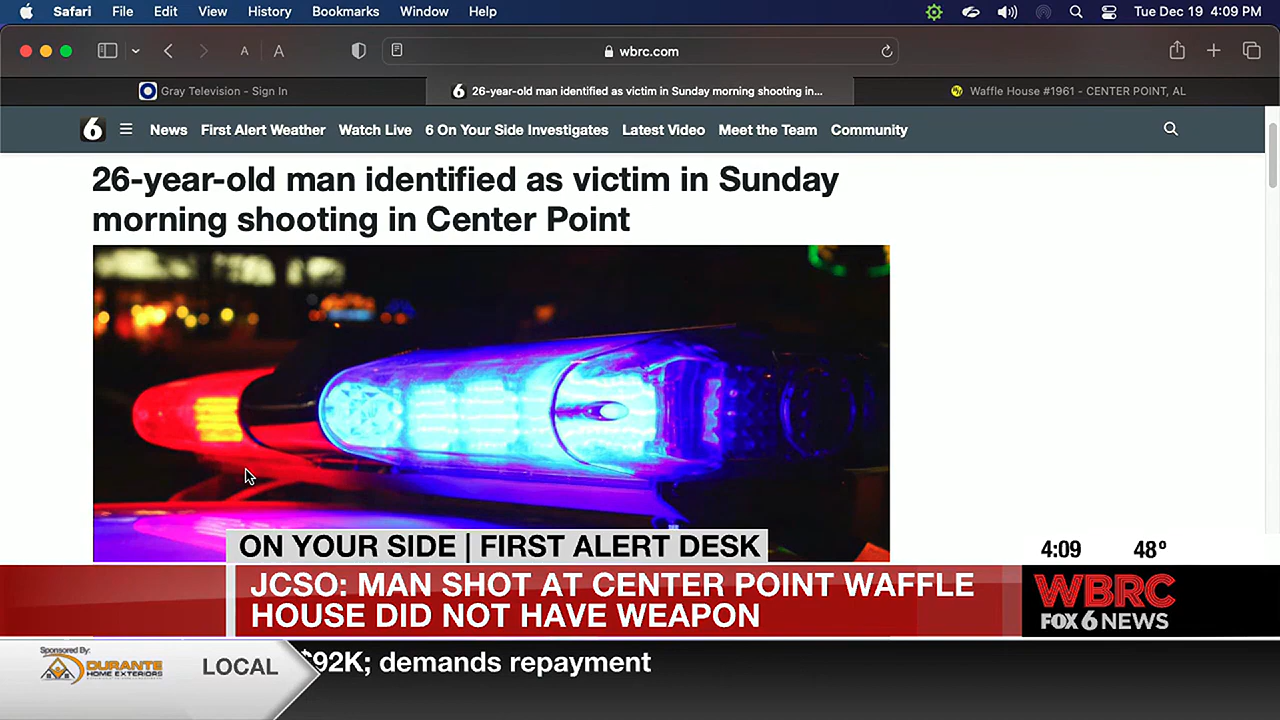 Safari File Edit View History Bookmarks Window Help Tue Dec 19 4:09 PM
A A wbrc.com
Gray Television - Sign In 26-year-old man identified as victim in Sunday morning shooting in... Waffle House #1961 - CENTER POINT, AL
6 News First Alert Weather Watch Live 6 On Your Side Investigates Latest Video Meet the Team Community
26-year-old man identified as victim in Sunday
morning shooting in Center Point
ON YOUR SIDE | FIRST ALERT DESK
4:09 48º
JCSO: MAN SHOT AT CENTER POINT WAFFLE
HOUSE DID NOT HAVE WEAPON
WBRC
FOX 6 NEWS
Sponsored By:
DURANTE
HOME EXTERIORS
LOCAL
$92K; demands repayment